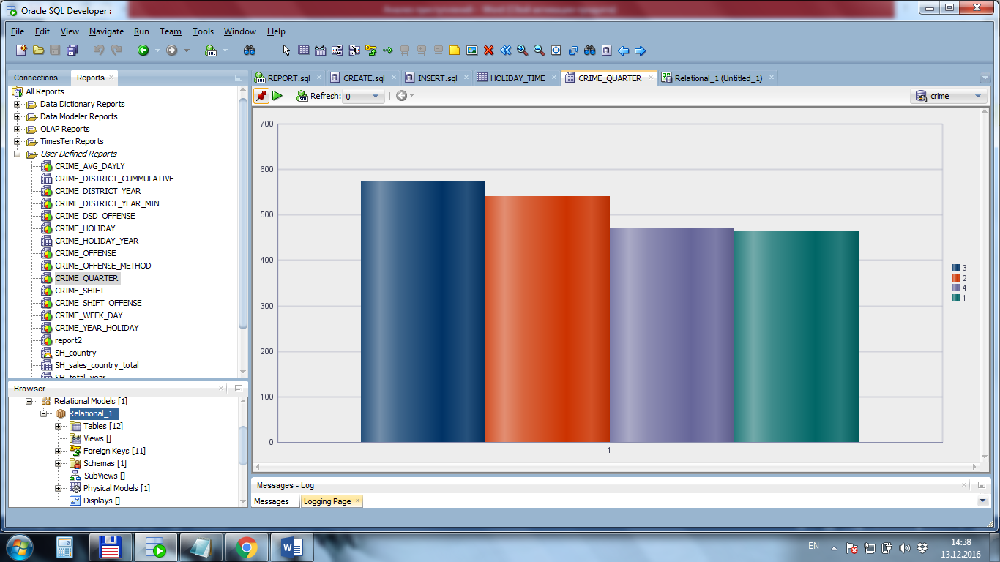 Oracle SQL Developer :
File Edit View Navigate Run Team Tools Window Help
Connections Reports
All Reports
Data Dictionary Reports
Data Modeler Reports
OLAP Reports
TimesTen Reports
User Defined Reports
CRIME_AVG_DAYLY
CRIME_DISTRICT_CUMMULATIVE
CRIME_DISTRICT_YEAR
CRIME_DISTRICT_YEAR_MIN
CRIME_DSD_OFFENSE
CRIME_HOLIDAY
CRIME_HOLIDAY_YEAR
CRIME_OFFENSE
CRIME_OFFENSE_METHOD
CRIME_QUARTER
CRIME_SHIFT
CRIME_SHIFT_OFFENSE
CRIME_WEEK_DAY
CRIME_YEAR_HOLIDAY
report2
SH_country
SH_sales_country_total
SH_total_year
Browser
Relational Models [1]
Relational_1
Tables [12]
Views []
Foreign Keys [11]
Schemas [1]
SubViews []
Physical Models [1]
Displays []
REPORT.sql CREATE.sql INSERT.sql HOLIDAY_TIME CRIME_QUARTER Relational_1 (Untitled_1)
Refresh: 0 crime
700
600
500
400
300
200
100
0
1
3
2
4
1
Messages - Log
Messages Logging Page
EN
14:38
13.12.2016